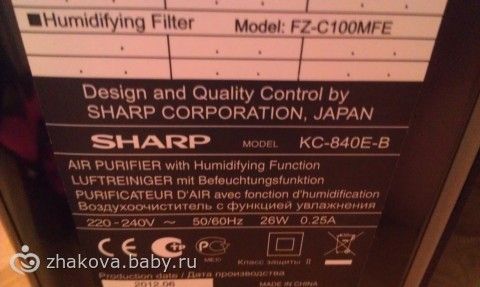 ■Humidifying Filter Model: FZ-C100MFE
Design and Quality Control by
SHARP CORPORATION, JAPAN
SHARP MODEL KC-840E-B
AIR PURIFIER with Humidifying Function
LUFTREINIGER mit Befeuchtungsfunktion
PURIFICATEUR D'AIR avec fonction d'humidification
Воздухоочиститель с функцией увлажнения
220-240V ~ 50/60Hz 26W 0.25A
CE
ME10 Класс защиты II
Production date / Дата производства
2012.06 MADE IN CHINA
zhakova.baby.ru